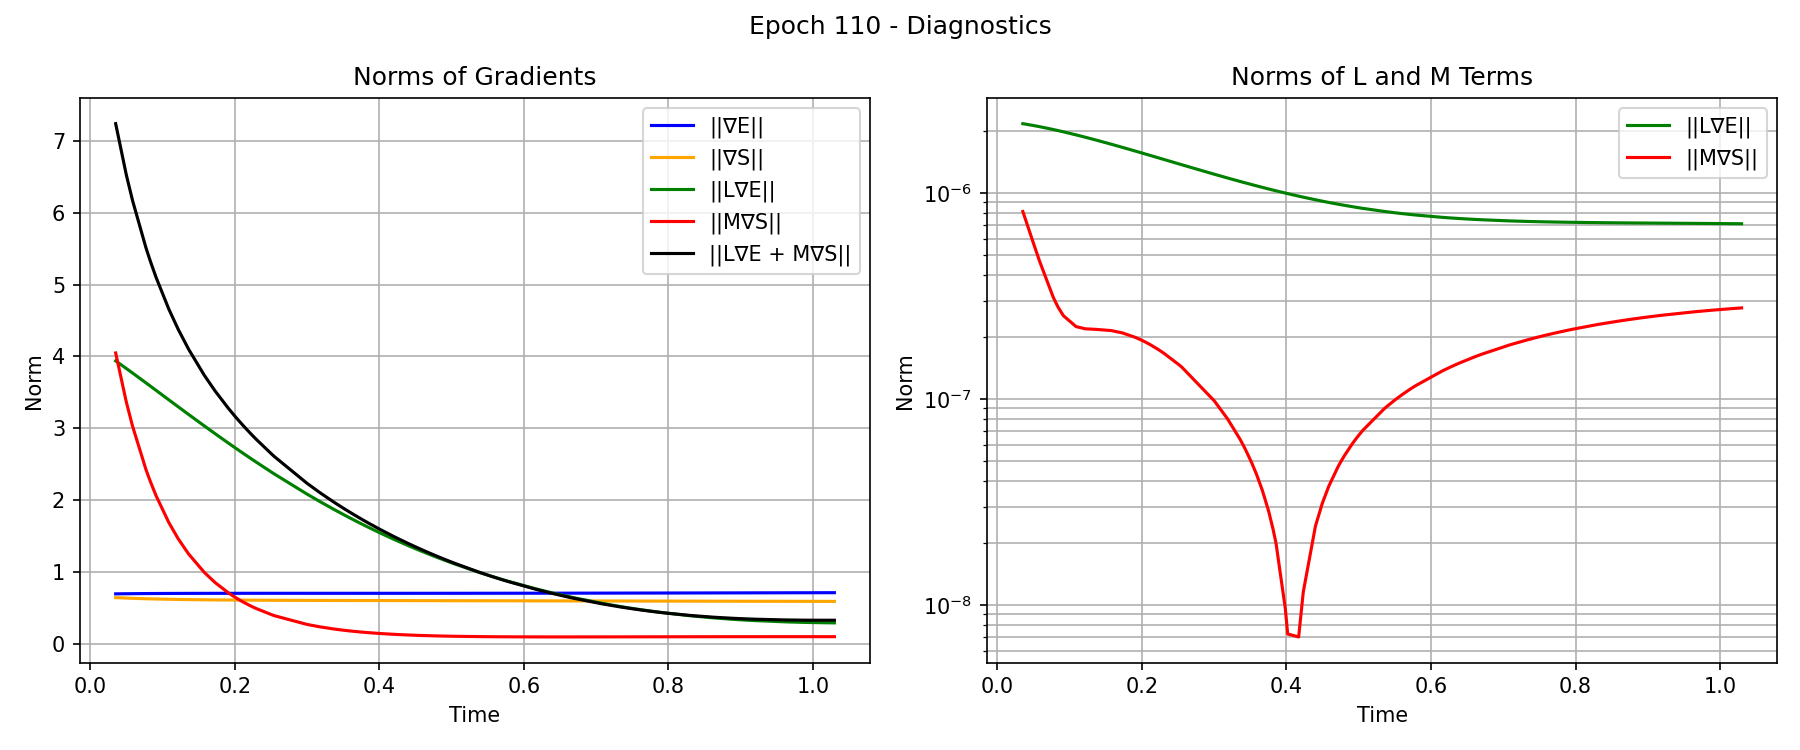 Epoch 110 - Diagnostics
Norms of Gradients
7
6
5
4
3
2
1
0
Norm
||∇E||
||∇S||
||L∇E||
||M∇S||
||L∇E + M∇S||
0.0 0.2 0.4 0.6 0.8 1.0
Time
Norms of L and M Terms
10⁻⁶
10⁻⁷
10⁻⁸
Norm
||L∇E||
||M∇S||
0.0 0.2 0.4 0.6 0.8 1.0
Time